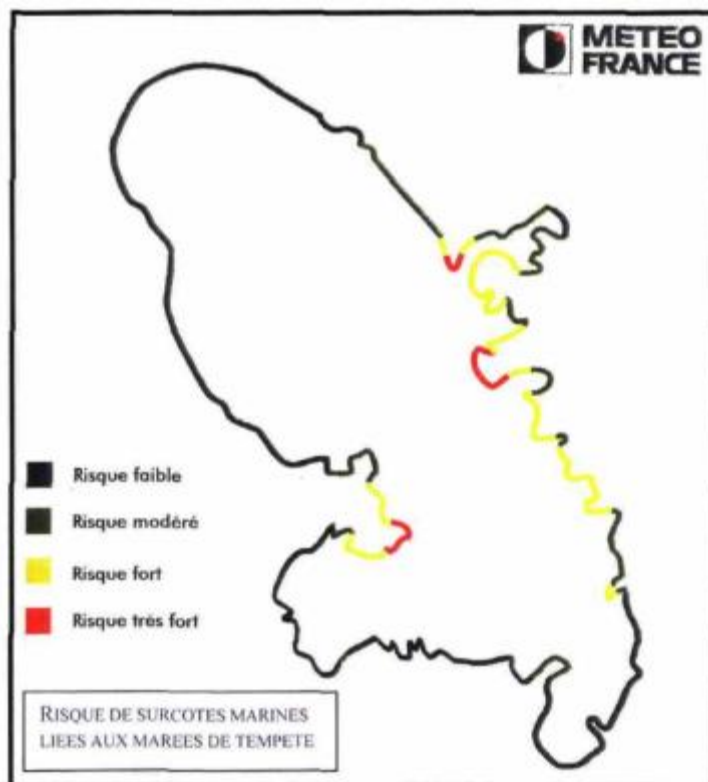 METEO
FRANCE
Risque faible
Risque modéré
Risque fort
Risque trés fort
RISQUE DE SURCOTES MARINES
LIEES AUX MAREES DE TEMPETE